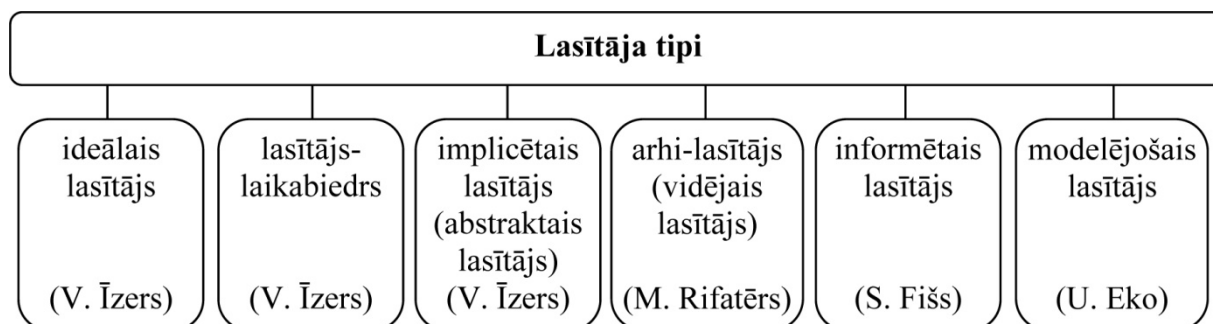 Lasītāja tipi
ideālais
lasītājs
(V. Īzers)
lasītājs-
laikabiedrs
(V. Īzers)
implicētais
lasītājs
(abstraktais
lasītājs)
(V. Īzers)
arhi-lasītājs
(vidējais
lasītājs)
(M. Rifatērs)
informētais
lasītājs
(S. Fišs)
modelējošais
lasītājs
(U. Eko)